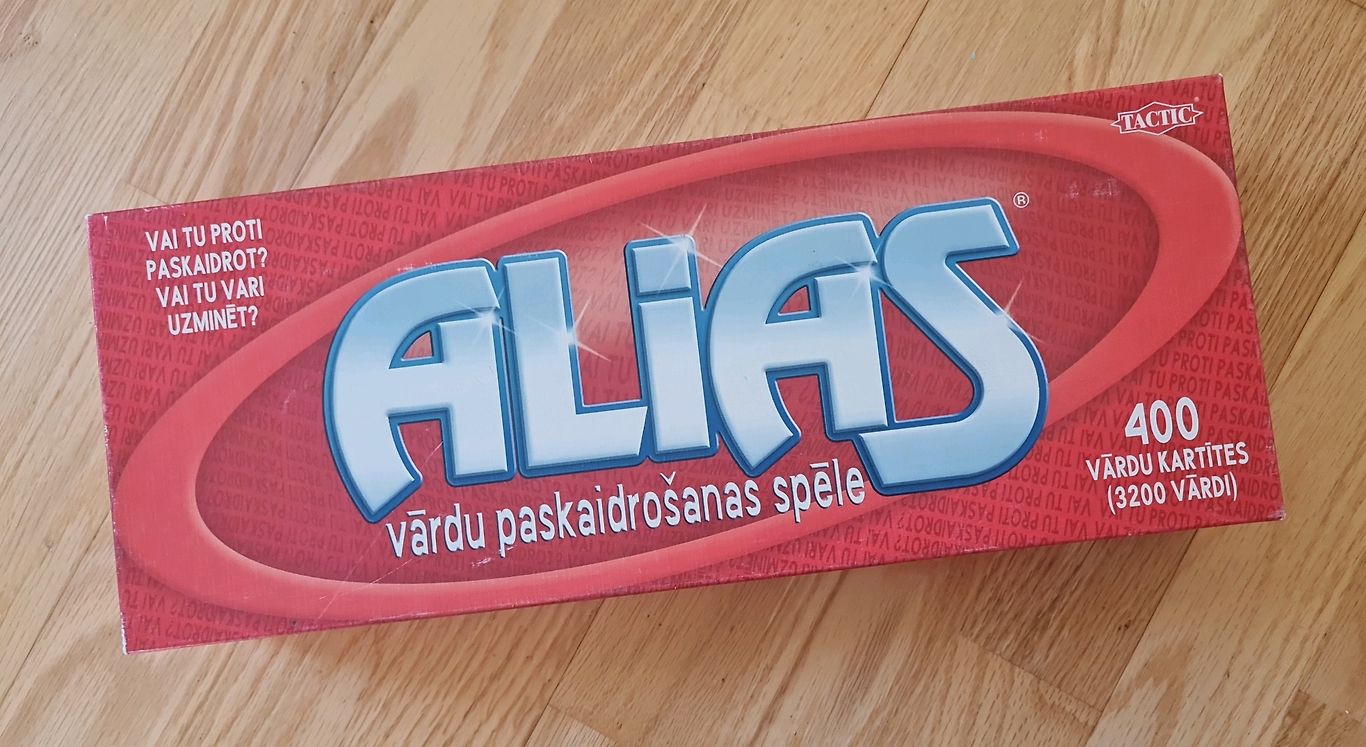 TACTIC
VAI TU PROTI
PASKAIDROT?
VAI TU VARI
UZMINĒT?
ALiAS®
vārdu paskaidrošanas spēle
400
VĀRDU KARTĪTES
(3200 VĀRDI)